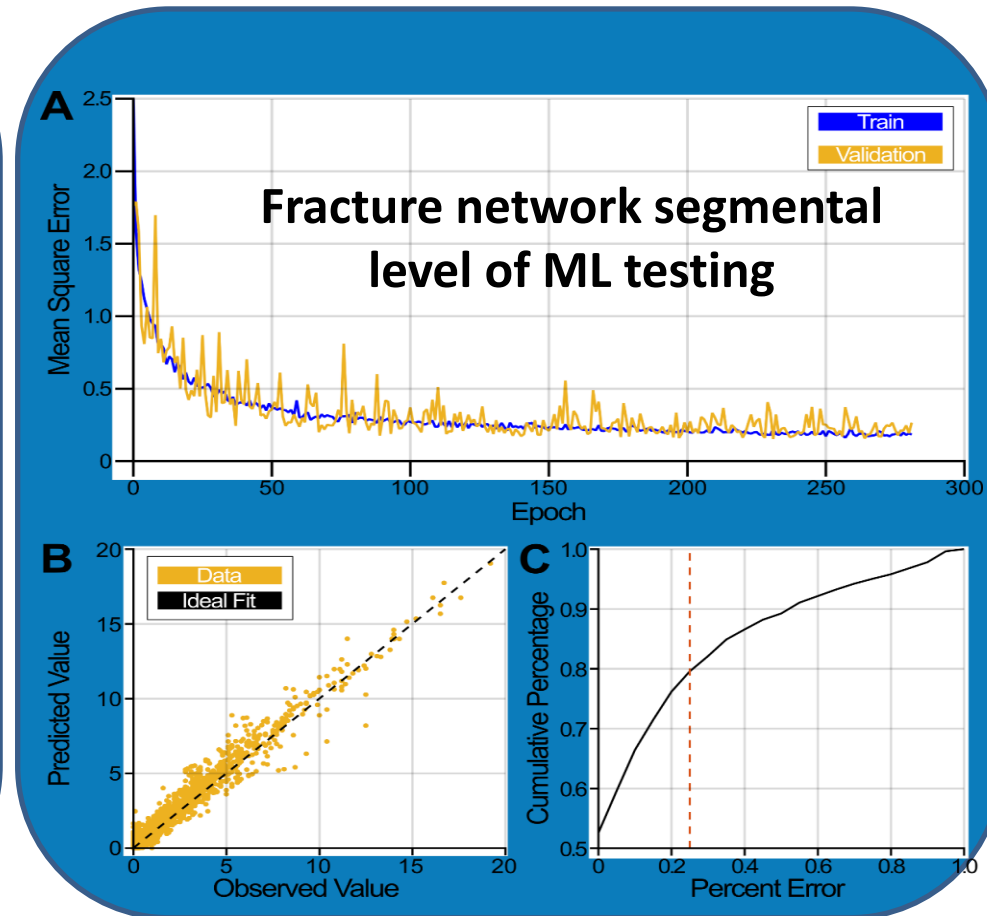 A
2.5
2.0
1.5
1.0
0.5
0
Mean Square Error
Train
Validation
Fracture network segmental
level of ML testing
0 50 100 150 200 250 300
Epoch
B
20
15
10
5
0
Predicted Value
Data
Ideal Fit
0 5 10 15 20
Observed Value
C
1.0
0.9
0.8
0.7
0.6
0.5
Cumulative Percentage
0 0.2 0.4 0.6 0.8 1.0
Percent Error